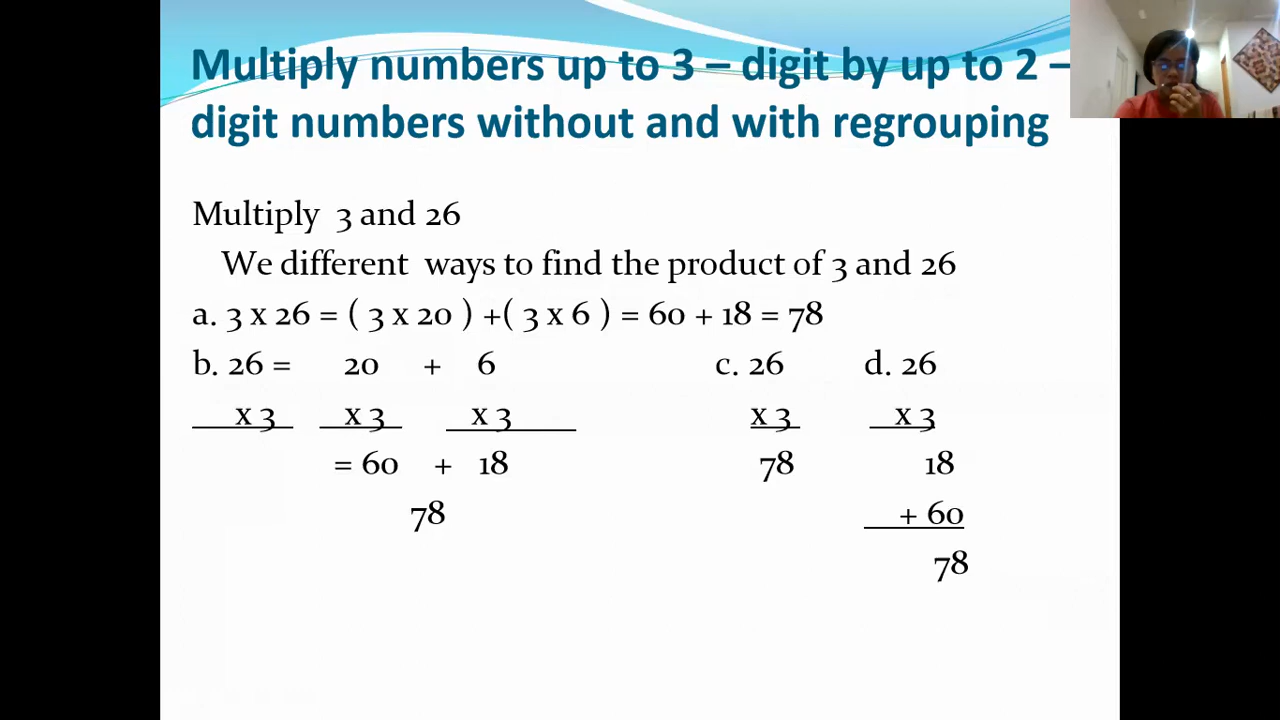 Multiply numbers up to 3 – digit by up to 2 –
digit numbers without and with regrouping
Multiply 3 and 26
We different ways to find the product of 3 and 26
a. 3 x 26 = ( 3 x 20 ) +( 3 x 6 ) = 60 + 18 = 78
b. 26 = 20 + 6 c. 26 d. 26
x 3 x 3 x 3 x 3 x 3
= 60 + 18 78 18
78 + 60
78